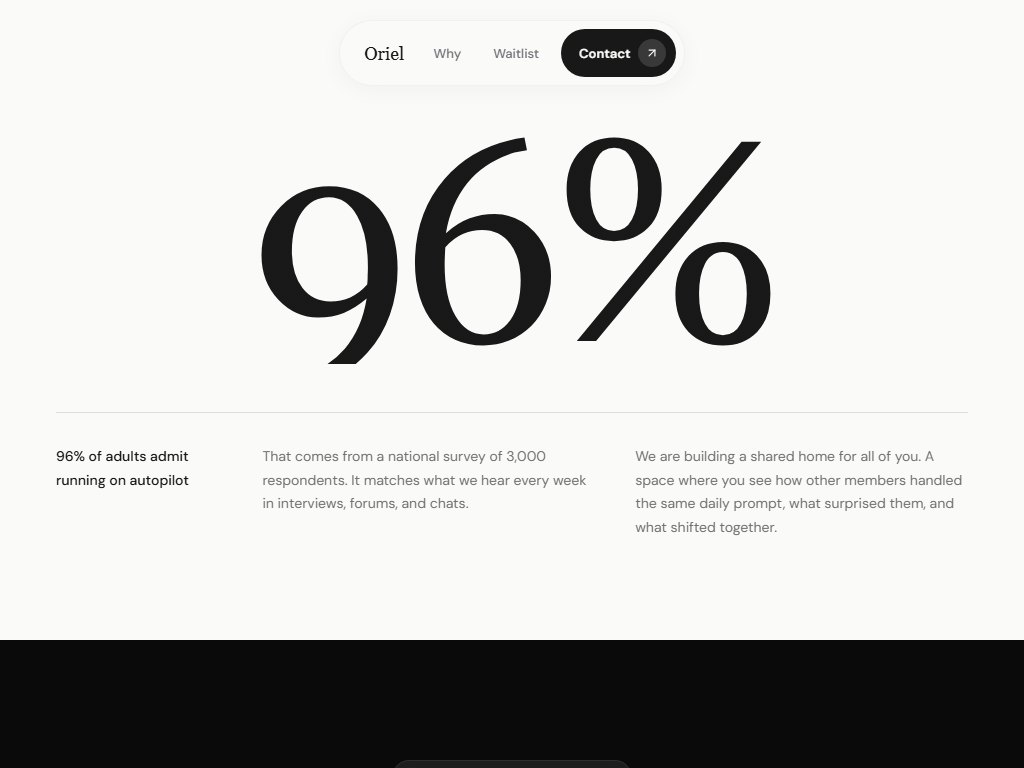 Oriel
Why
Waitlist
Contact
96%
96% of adults admit
running on autopilot
That comes from a national survey of 3,000
respondents. It matches what we hear every week
in interviews, forums, and chats.
We are building a shared home for all of you. A
space where you see how other members handled
the same daily prompt, what surprised them, and
what shifted together.